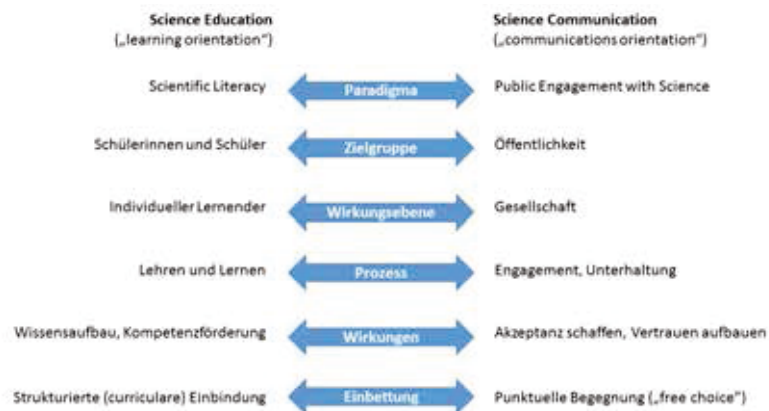 Science Education Science Communication
(„learning orientation“) („communications orientation“)
Scientific Literacy Paradigma Public Engagement with Science
Schülerinnen und Schüler Zielgruppe Öffentlichkeit
Individueller Lernender Wirkungsebene Gesellschaft
Lehren und Lernen Prozess Engagement, Unterhaltung
Wissensaufbau, Kompetenzförderung Wirkungen Akzeptanz schaffen, Vertrauen aufbauen
Strukturierte (curriculare) Einbindung Einbettung Punktuelle Begegnung („free choice“)